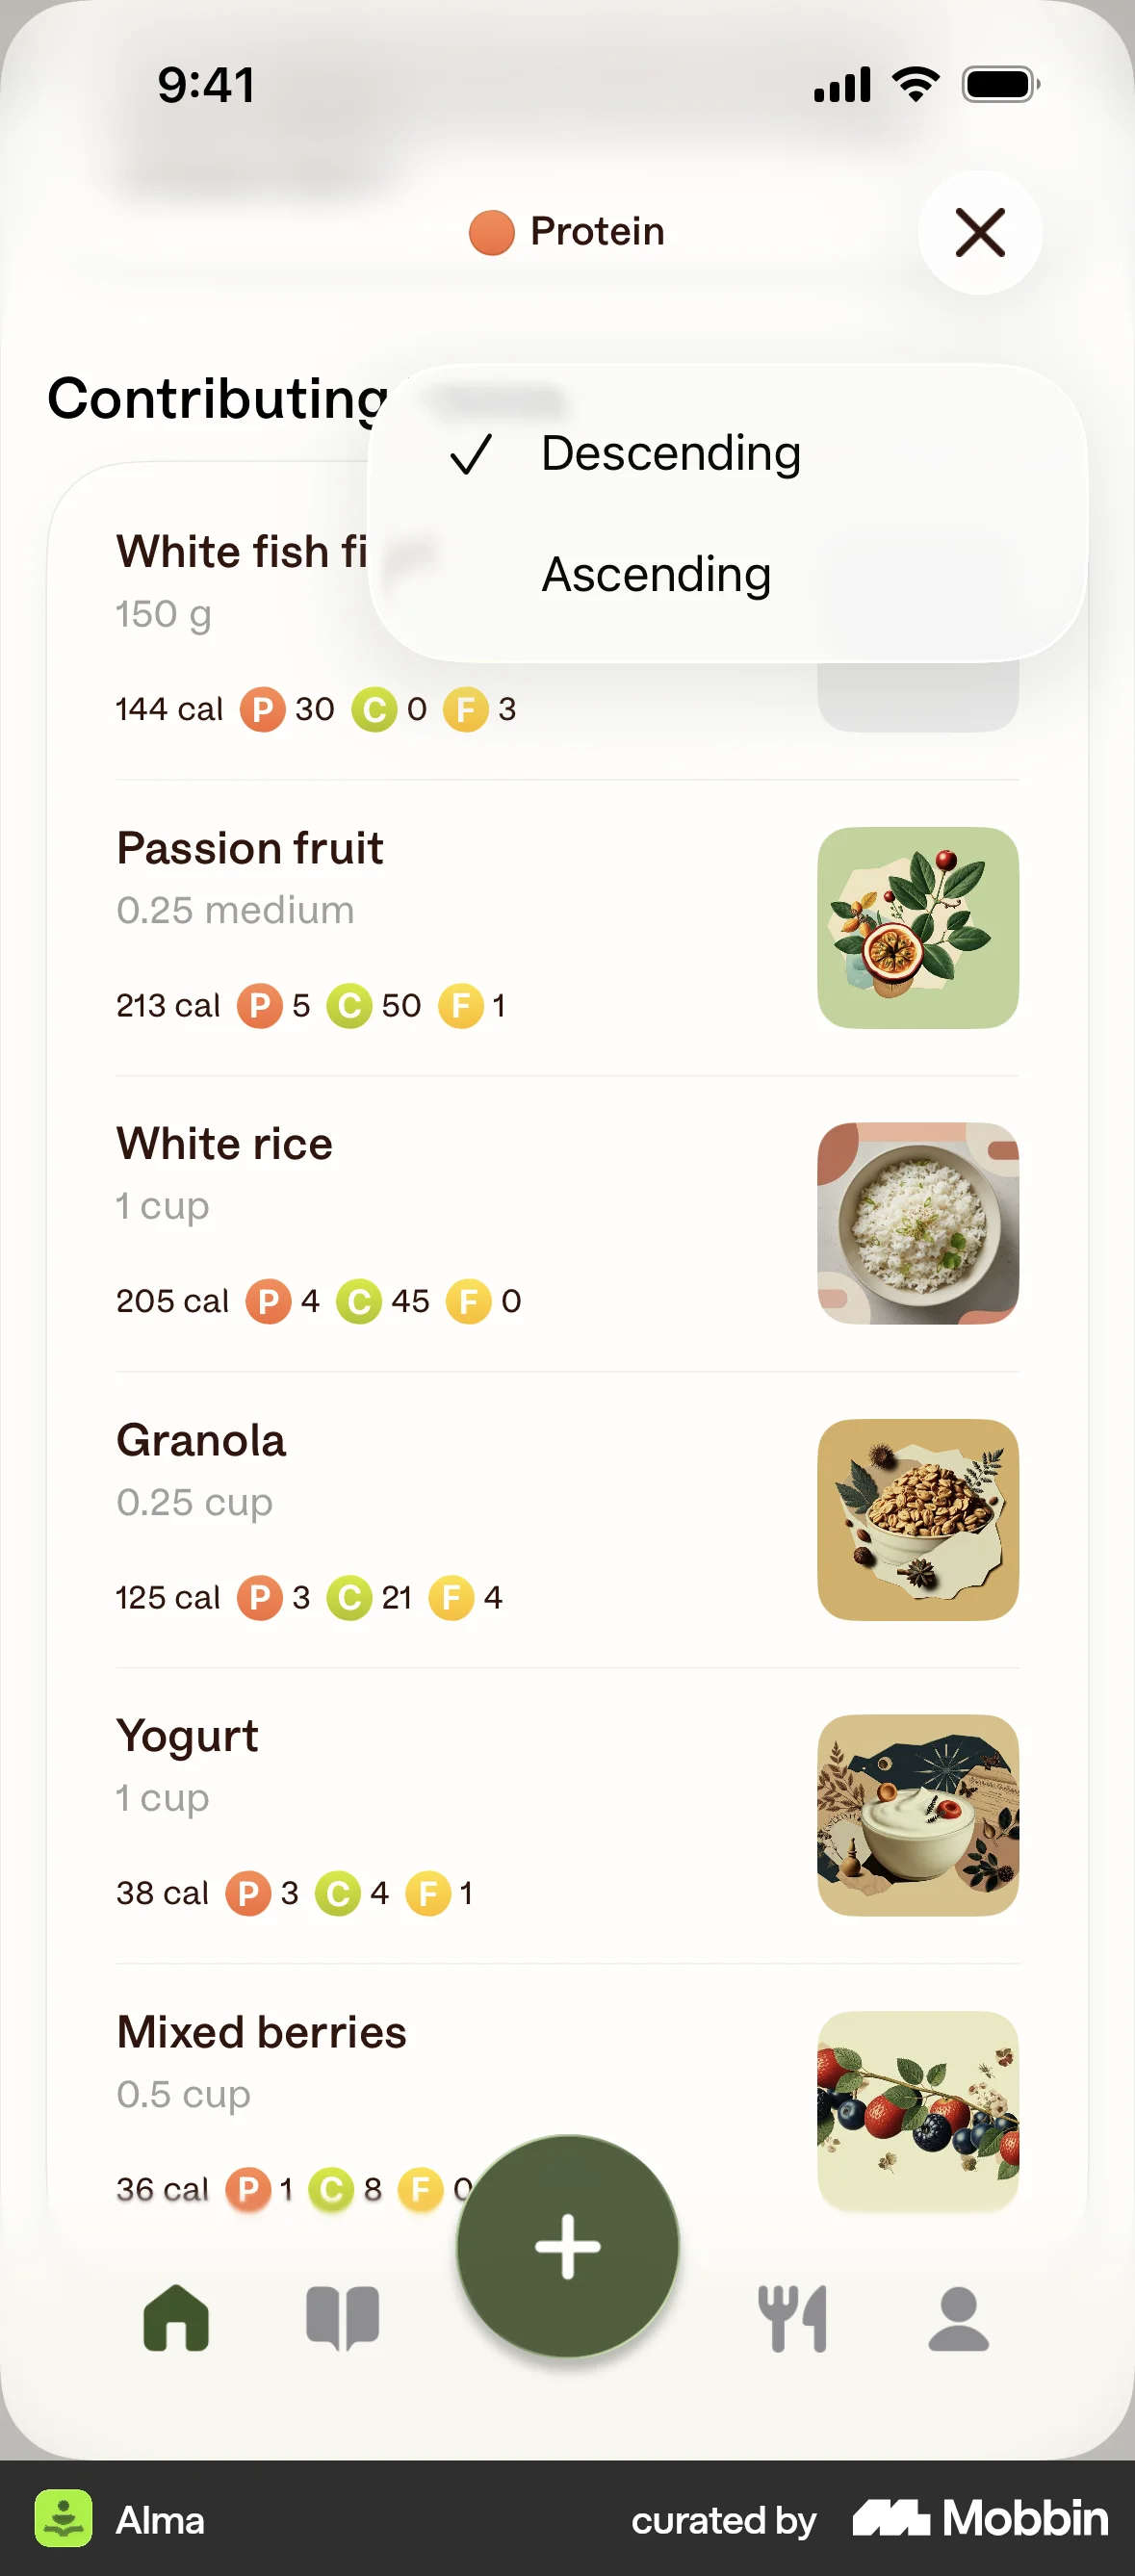 9:41
Protein
Contributing
Descending
Ascending
White fish fi
150 g
144 cal P 30 C 0 F 3
Passion fruit
0.25 medium
213 cal P 5 C 50 F 1
White rice
1 cup
205 cal P 4 C 45 F 0
Granola
0.25 cup
125 cal P 3 C 21 F 4
Yogurt
1 cup
38 cal P 3 C 4 F 1
Mixed berries
0.5 cup
36 cal P 1 C 8 F 0
Alma
curated by Mobbin